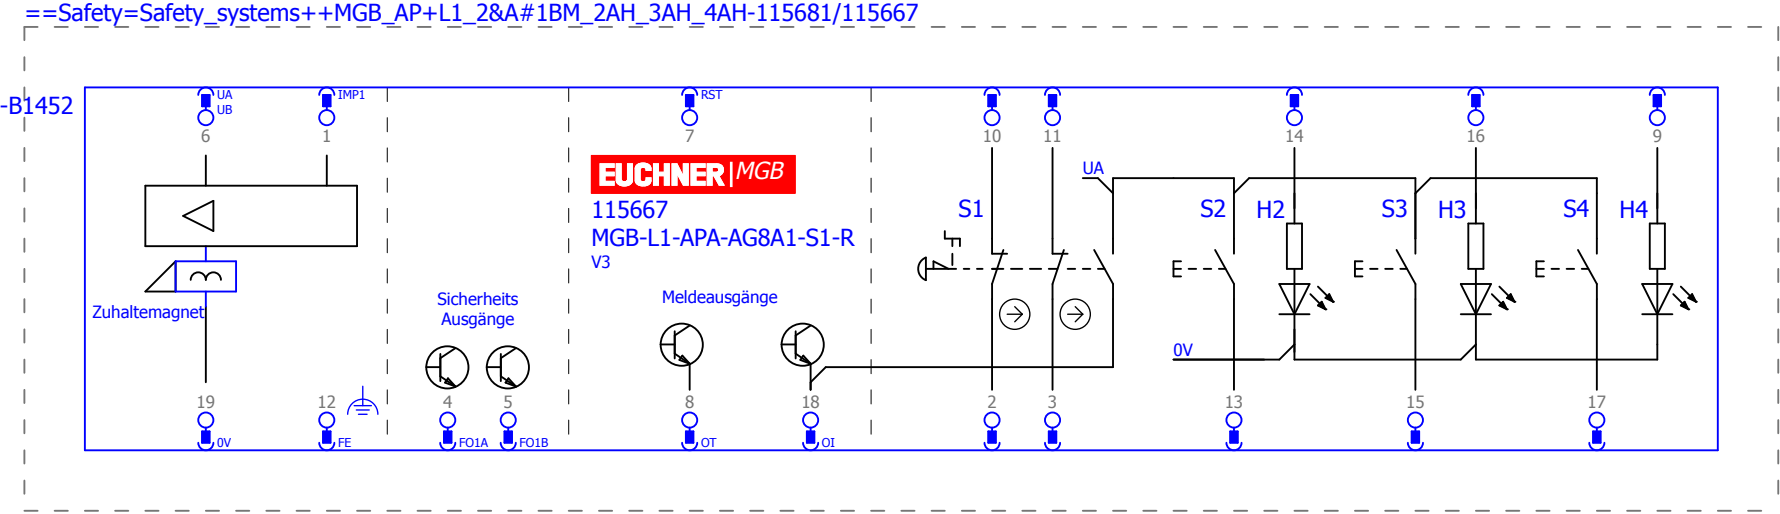 ==Safety=Safety_systems++MGB_AP+L1_2&A#1BM_2AH_3AH_4AH-115681/115667
-B1452
UA
UB
IMP1
RST
6
1
7
10
11
14
16
9
EUCHNER|MGB
115667
MGB-L1-APA-AG8A1-S1-R
V3
UA
S1
S2
H2
S3
H3
S4
H4
Zuhaltemagnet
Sicherheits
Ausgänge
Meldeausgänge
0V
19
12
4
5
8
18
2
3
13
15
17
0V
FE
FO1A
FO1B
OT
OI